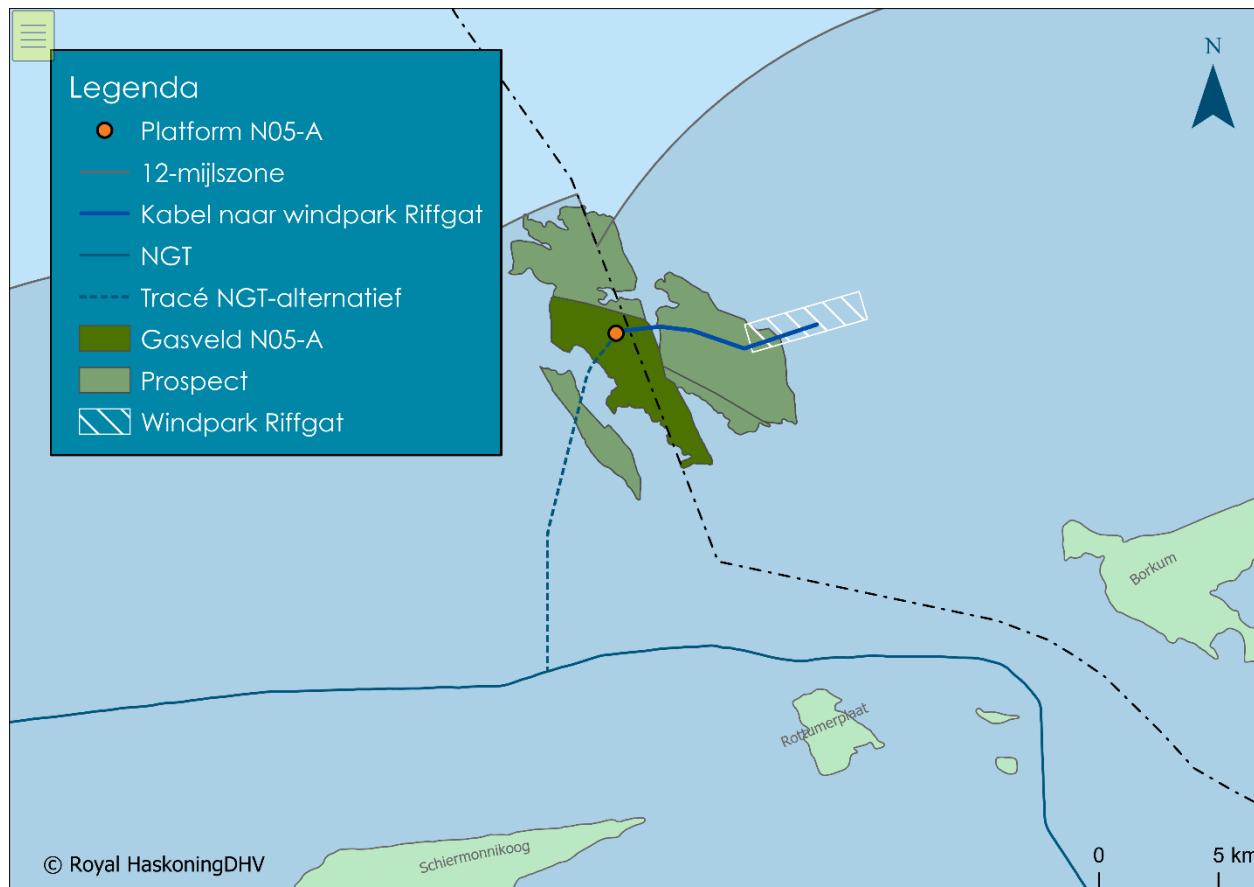 N
Legenda
Platform N05-A
12-mijlszone
Kabel naar windpark Riffgat
NGT
Tracé NGT-alternatief
Gasveld N05-A
Prospect
Windpark Riffgat
Borkum
Rottumerplaat
Schiermonnikoog
© Royal HaskoningDHV
0 5 km